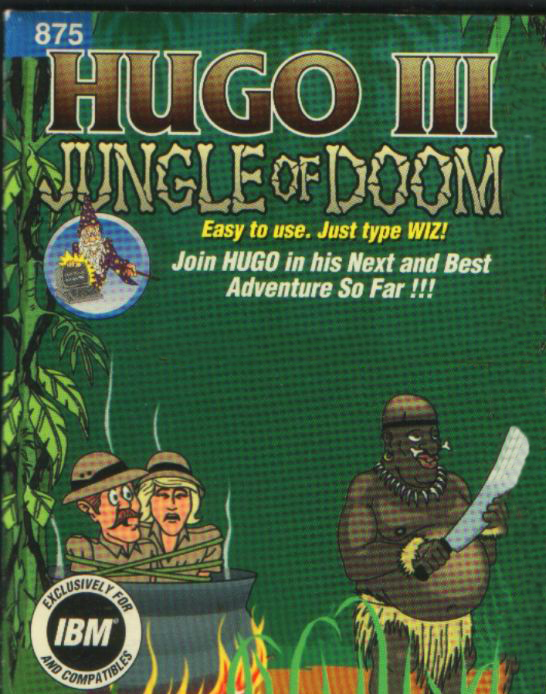 875
HUGO III
JUNGLE OF DOOM
Easy to use. Just type WIZ!
Join HUGO in his Next and Best
Adventure So Far !!!
EXCLUSIVELY FOR
IBM®
AND COMPATIBLES